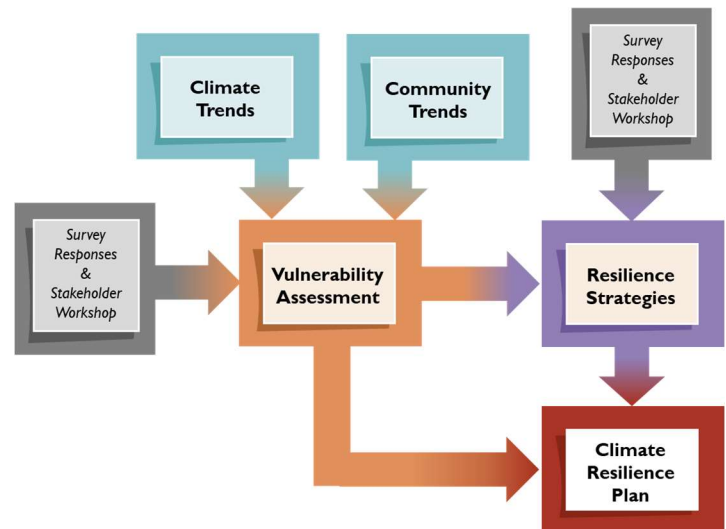 Climate
Trends
Community
Trends
Survey
Responses
&
Stakeholder
Workshop
Survey
Responses
&
Stakeholder
Workshop
Vulnerability
Assessment
Resilience
Strategies
Climate
Resilience
Plan